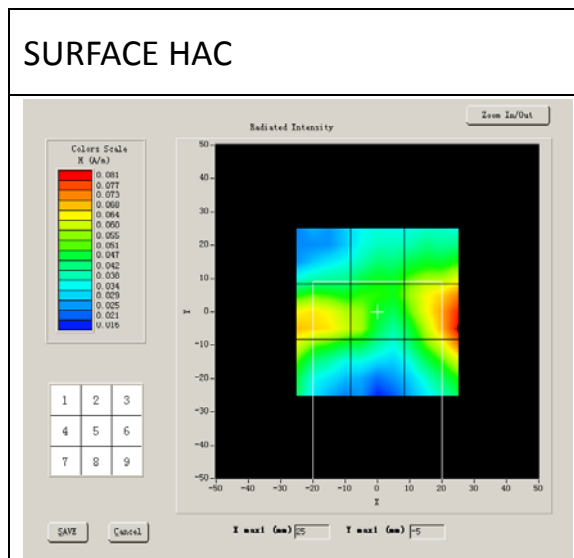 SURFACE HAC
Zoom In/Out
Radiated Intensity
Colors Scale
H (A/m)
0.081
0.077
0.073
0.068
0.064
0.060
0.055
0.051
0.047
0.042
0.038
0.034
0.029
0.025
0.021
0.016
50
40
30
20
10
0
-10
-20
-30
-40
-50
Y
-50 -40 -30 -20 -10 0 10 20 30 40 50
X
1 2 3
4 5 6
7 8 9
SAVE Cancel
X max1 (mm) 25 Y max1 (mm) -5